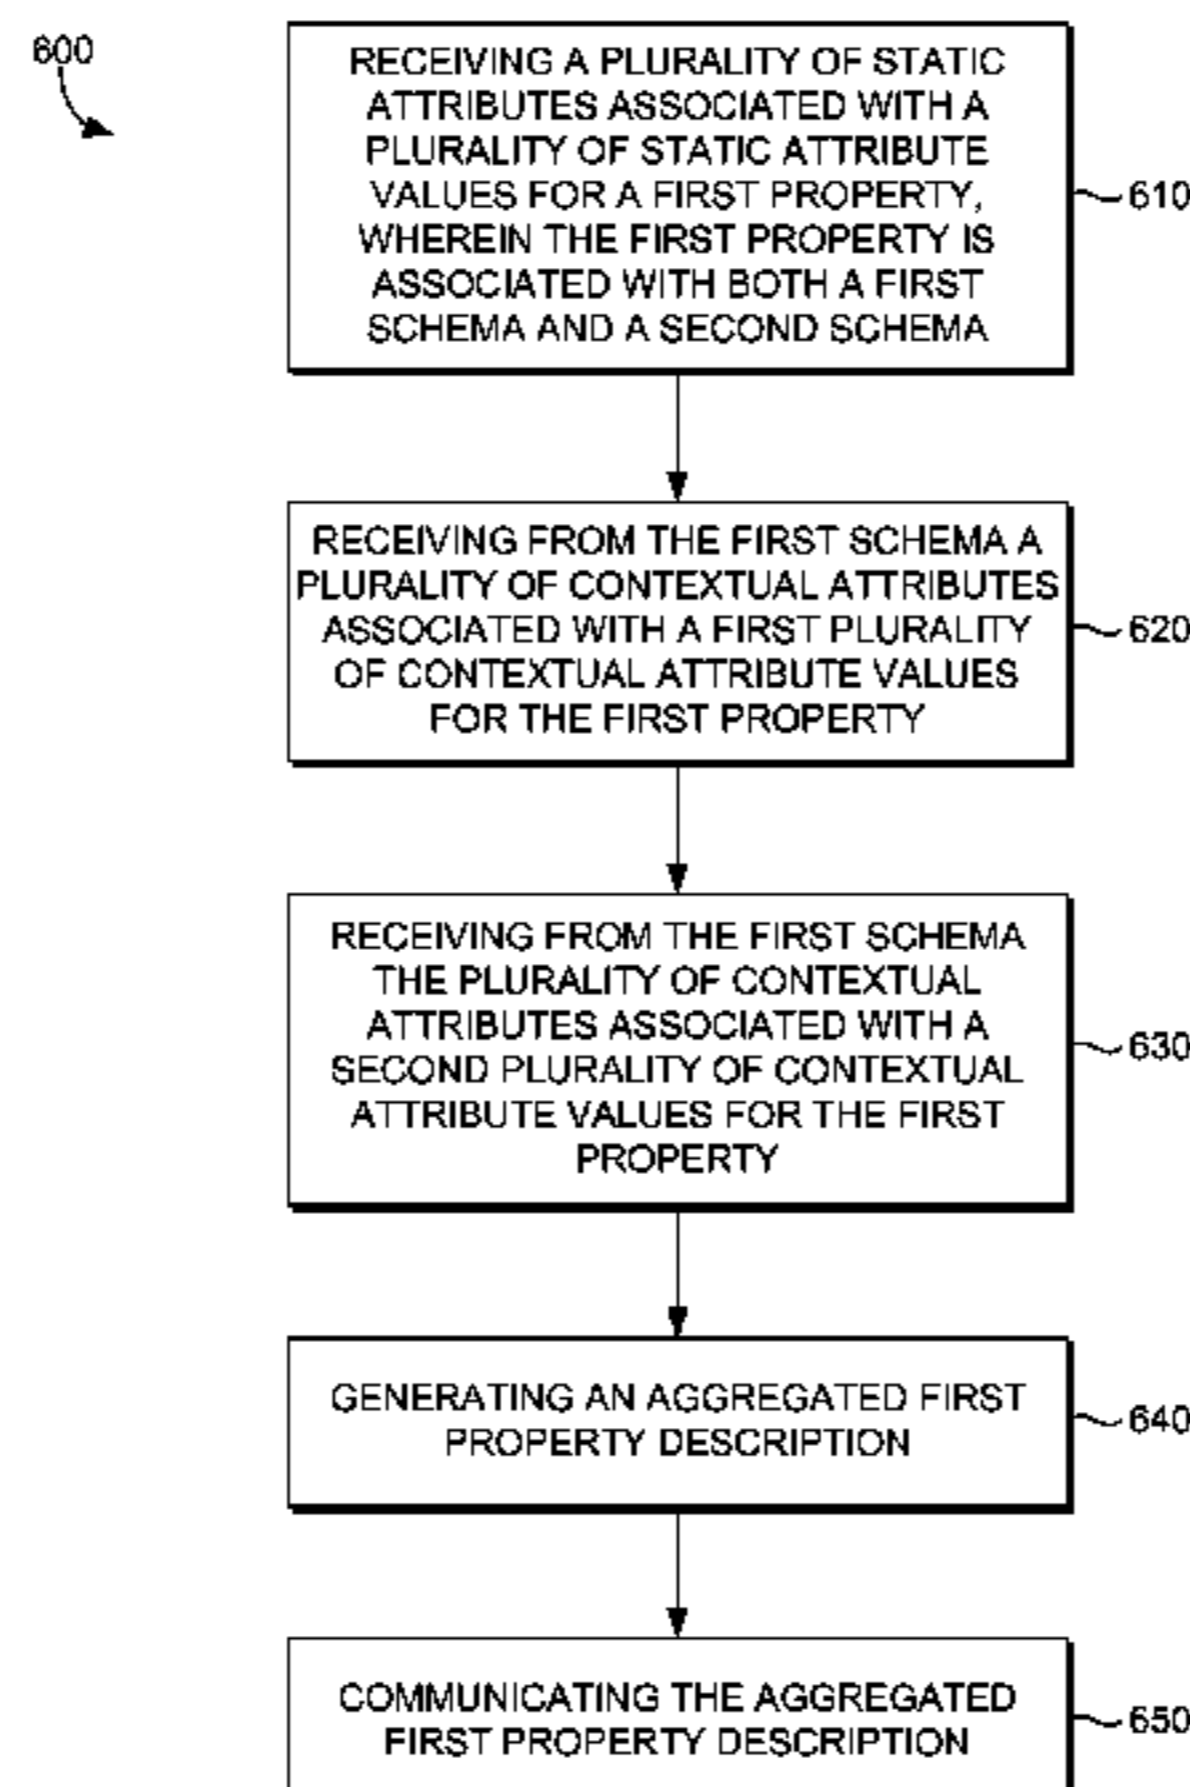 600
RECEIVING A PLURALITY OF STATIC
ATTRIBUTES ASSOCIATED WITH A
PLURALITY OF STATIC ATTRIBUTE
VALUES FOR A FIRST PROPERTY,
WHEREIN THE FIRST PROPERTY IS
ASSOCIATED WITH BOTH A FIRST
SCHEMA AND A SECOND SCHEMA
610
RECEIVING FROM THE FIRST SCHEMA A
PLURALITY OF CONTEXTUAL ATTRIBUTES
ASSOCIATED WITH A FIRST PLURALITY
OF CONTEXTUAL ATTRIBUTE VALUES
FOR THE FIRST PROPERTY
620
RECEIVING FROM THE FIRST SCHEMA
THE PLURALITY OF CONTEXTUAL
ATTRIBUTES ASSOCIATED WITH A
SECOND PLURALITY OF CONTEXTUAL
ATTRIBUTE VALUES FOR THE FIRST
PROPERTY
630
GENERATING AN AGGREGATED FIRST
PROPERTY DESCRIPTION
640
COMMUNICATING THE AGGREGATED
FIRST PROPERTY DESCRIPTION
650